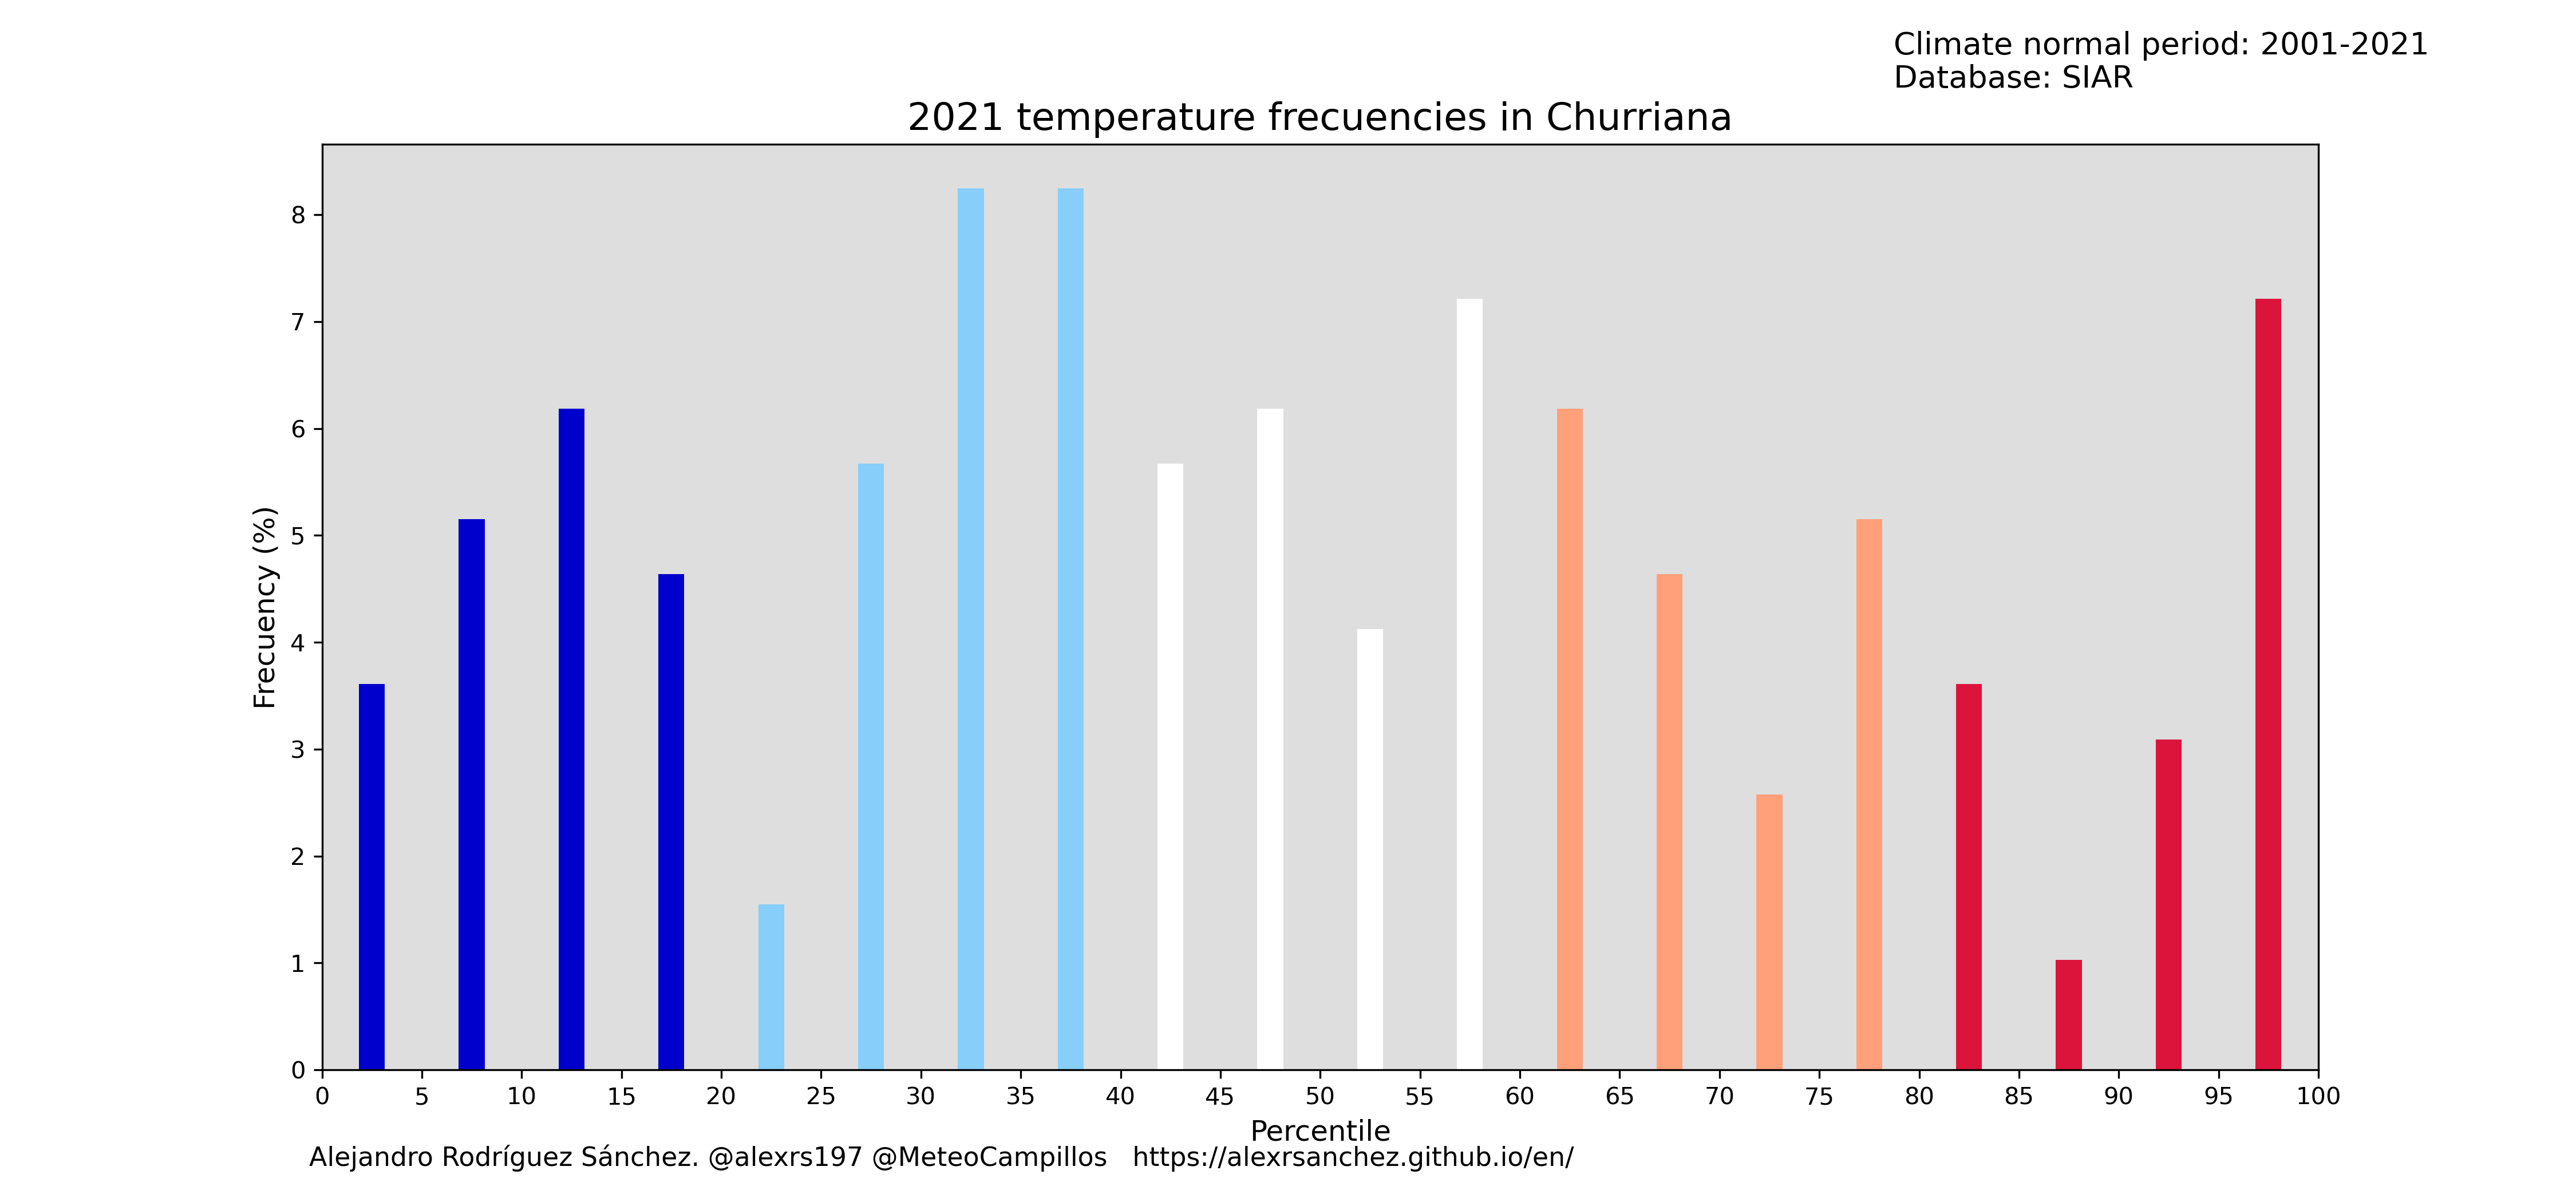 Climate normal period: 2001-2021
Database: SIAR
2021 temperature frecuencies in Churriana
8
7
6
5
4
3
2
1
0
Frecuency (%)
0 5 10 15 20 25 30 35 40 45 50 55 60 65 70 75 80 85 90 95 100
Percentile
Alejandro Rodríguez Sánchez. @alexrs197 @MeteoCampillos https://alexrsanchez.github.io/en/